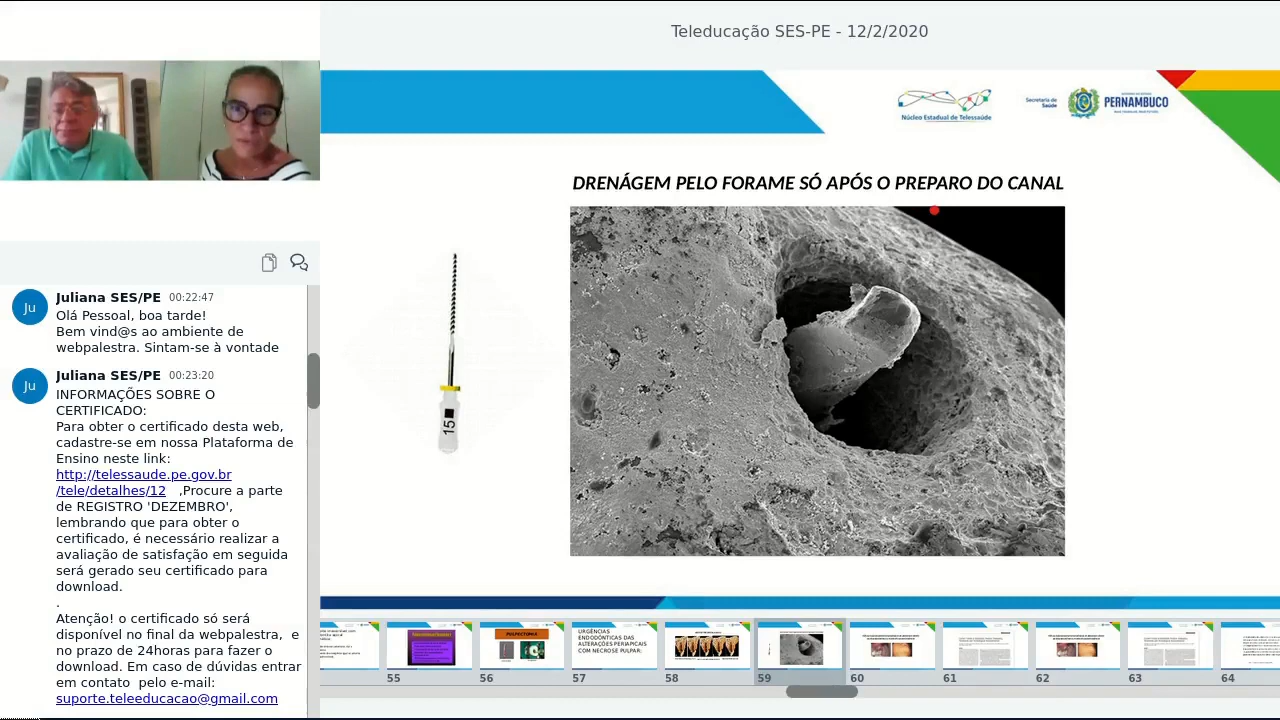 Teleducação SES-PE - 12/2/2020
Núcleo Estadual de Telessaúde
Secretaria de
Saúde
PERNAMBUCO
DRENÁGEM PELO FORAME SÓ APÓS O PREPARO DO CANAL
15
Ju
Juliana SES/PE 00:22:47
Olá Pessoal, boa tarde!
Bem vind@s ao ambiente de
webpalestra. Sintam-se à vontade
Ju
Juliana SES/PE 00:23:20
INFORMAÇÕES SOBRE O
CERTIFICADO:
Para obter o certificado desta web,
cadastre-se em nossa Plataforma de
Ensino neste link:
http://telessaude.pe.gov.br
/tele/detalhes/12 ,Procure a parte
de REGISTRO 'DEZEMBRO',
lembrando que para obter o
certificado, é necessário realizar a
avaliação de satisfação em seguida
será gerado seu certificado para
download.
.
Atenção! o certificado só será
disponível no final da webpalestra, e
no prazo de 24horas para fazer o
download. Em caso de dúvidas entrar
em contato pelo e-mail:
suporte.teleeducacao@gmail.com
PULPECTOMIA
URGÊNCIAS
ENDODÔNTICAS DAS
ALTERAÇÕES PERIAPICAIS
COM NECROSE PULPAR:
55 56 57 58 59 60 61 62 63 64